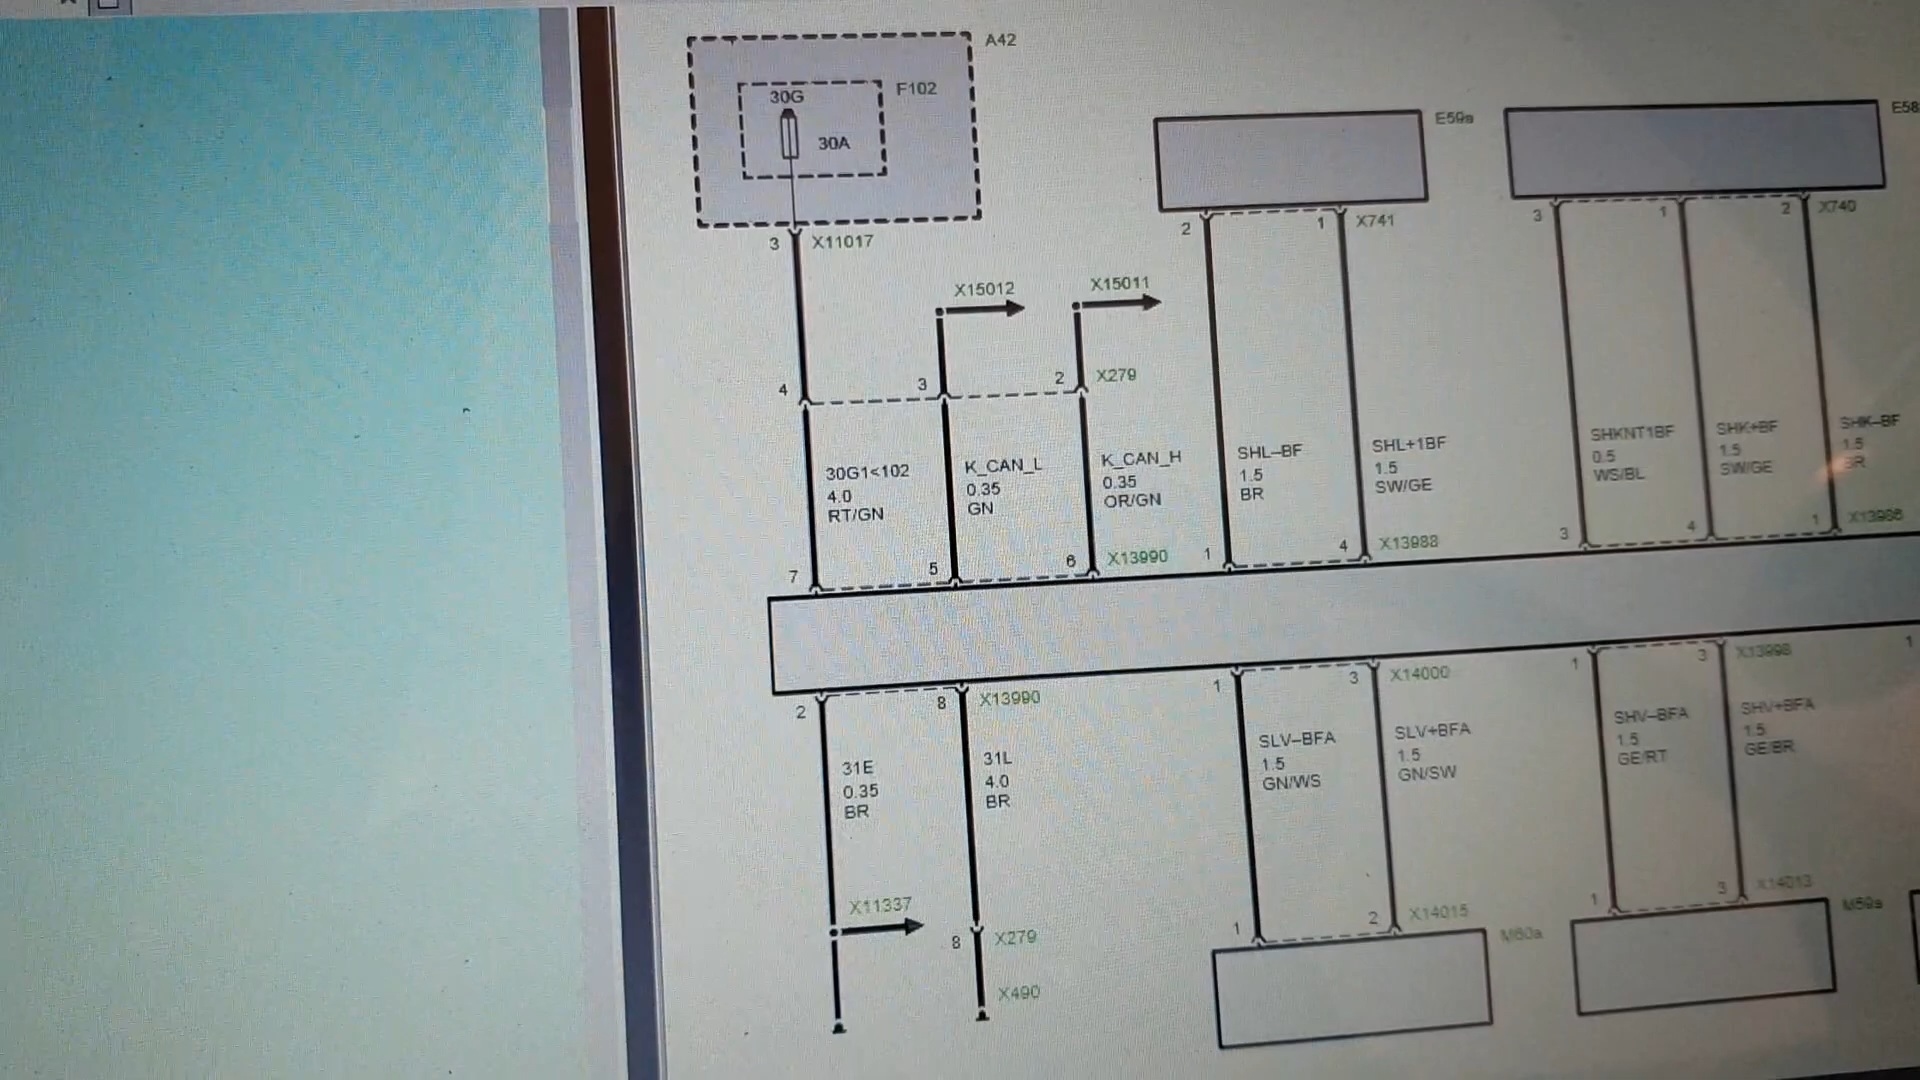 A42
F102
30G
30A
E59a
E58
3
X11017
2
1
X741
3
1
2
X740
X15012
X15011
4
3
2
X279
30G1<102
4.0
RT/GN
K_CAN_L
0.35
GN
K_CAN_H
0.35
OR/GN
SHL–BF
1.5
BR
SHL+1BF
1.5
SW/GE
SHKNT1BF
0.5
WS/BL
SHK+BF
1.5
SW/GE
SHK–BF
1.5
BR
7
5
6
X13990
1
4
X13988
3
4
1
2
8
X13990
1
3
X14000
1
3
1
31E
0.35
BR
31L
4.0
BR
SLV–BFA
1.5
GN/WS
SLV+BFA
1.5
GN/SW
SHV–BFA
1.5
GE/RT
SHV+BFA
1.5
GE/BR
X11337
8
X279
X490
1
2
X14015
M60a
1
3
X14013
M59a